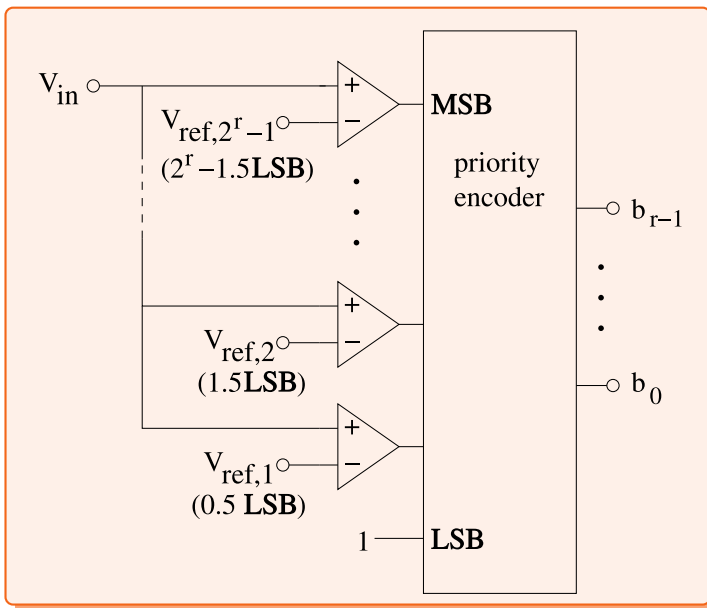 V_in
+
MSB
V_ref,2^r−1
−
(2^r−1.5LSB)
priority
encoder
b_r−1
+
V_ref,2
−
(1.5LSB)
b_0
+
V_ref,1
−
(0.5 LSB)
1
LSB